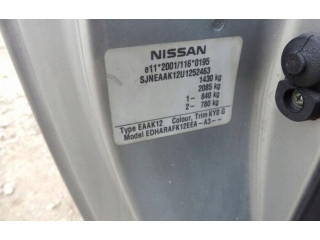 NISSAN
e11*2001/116*0195
SJNEAAK12U1252463
1430 kg
2085 kg
1- 840 kg
2- 780 kg
Type EAAK12 Colour, Trim KY0 G
Model EDHARAFK12EEA-A3--